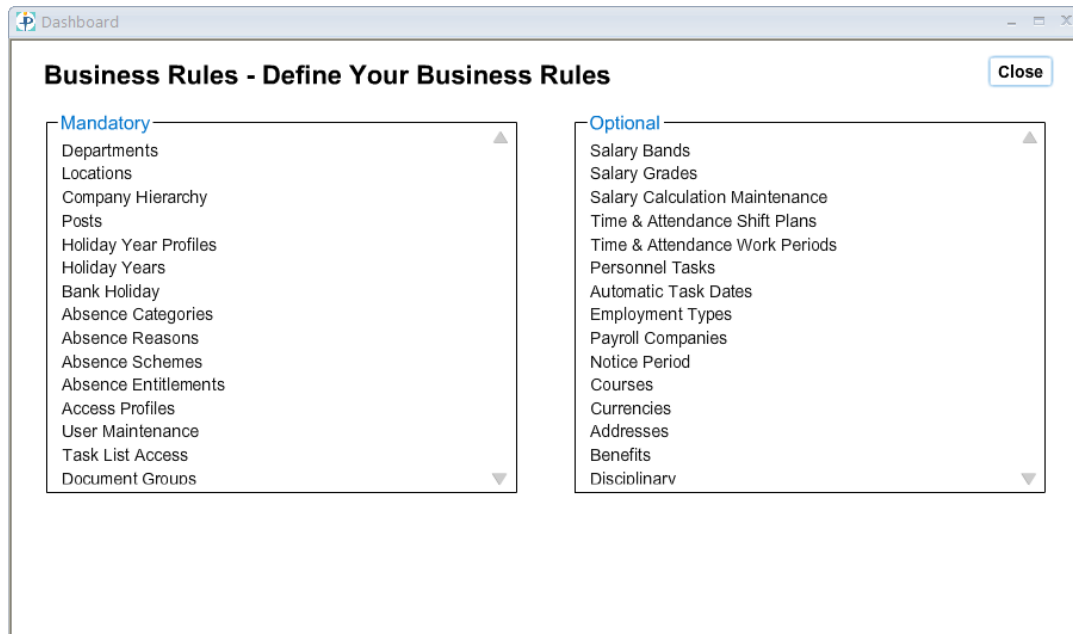 Dashboard
Business Rules - Define Your Business Rules
Close
Mandatory
Departments
Locations
Company Hierarchy
Posts
Holiday Year Profiles
Holiday Years
Bank Holiday
Absence Categories
Absence Reasons
Absence Schemes
Absence Entitlements
Access Profiles
User Maintenance
Task List Access
Document Groups
Optional
Salary Bands
Salary Grades
Salary Calculation Maintenance
Time & Attendance Shift Plans
Time & Attendance Work Periods
Personnel Tasks
Automatic Task Dates
Employment Types
Payroll Companies
Notice Period
Courses
Currencies
Addresses
Benefits
Disciplinary